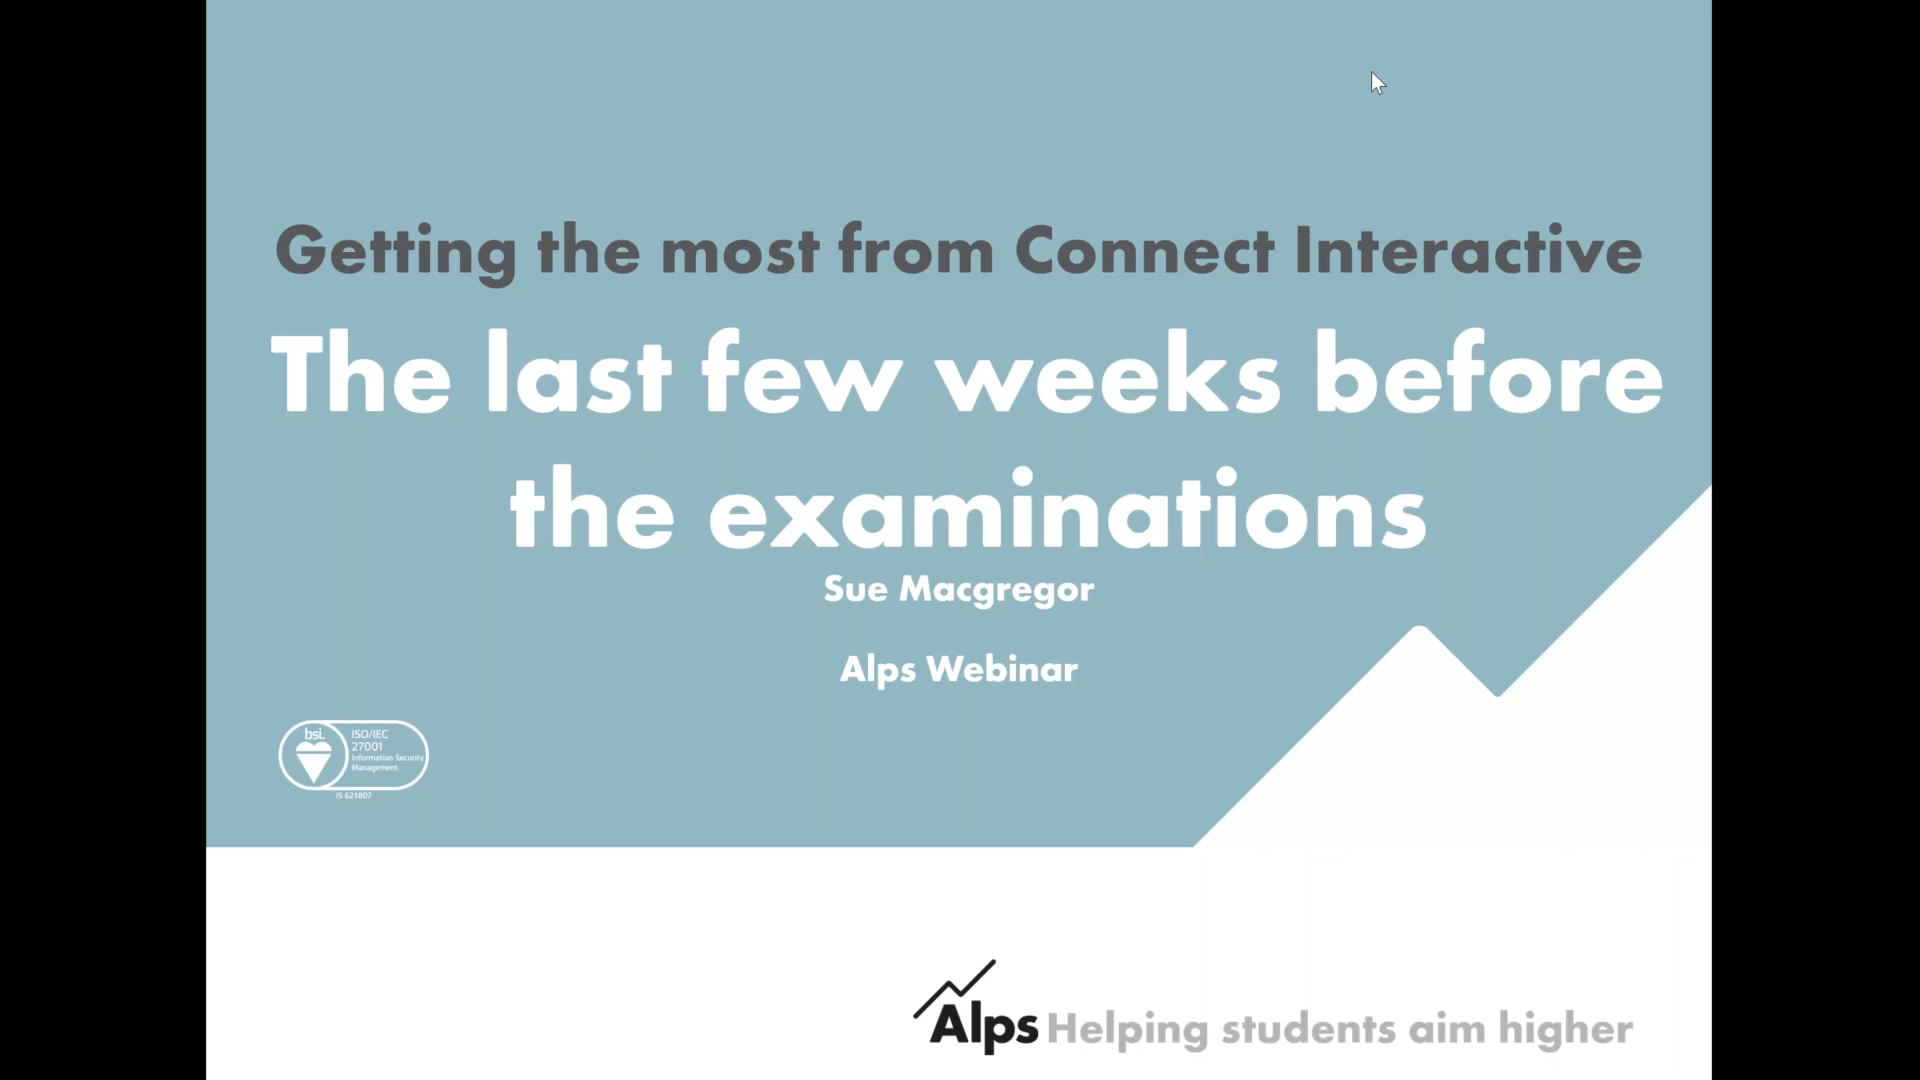 Getting the most from Connect Interactive
The last few weeks before
the examinations
Sue Macgregor
Alps Webinar
bsi.
ISO/IEC
27001
Information Security
Management
IS 621807
Alps Helping students aim higher